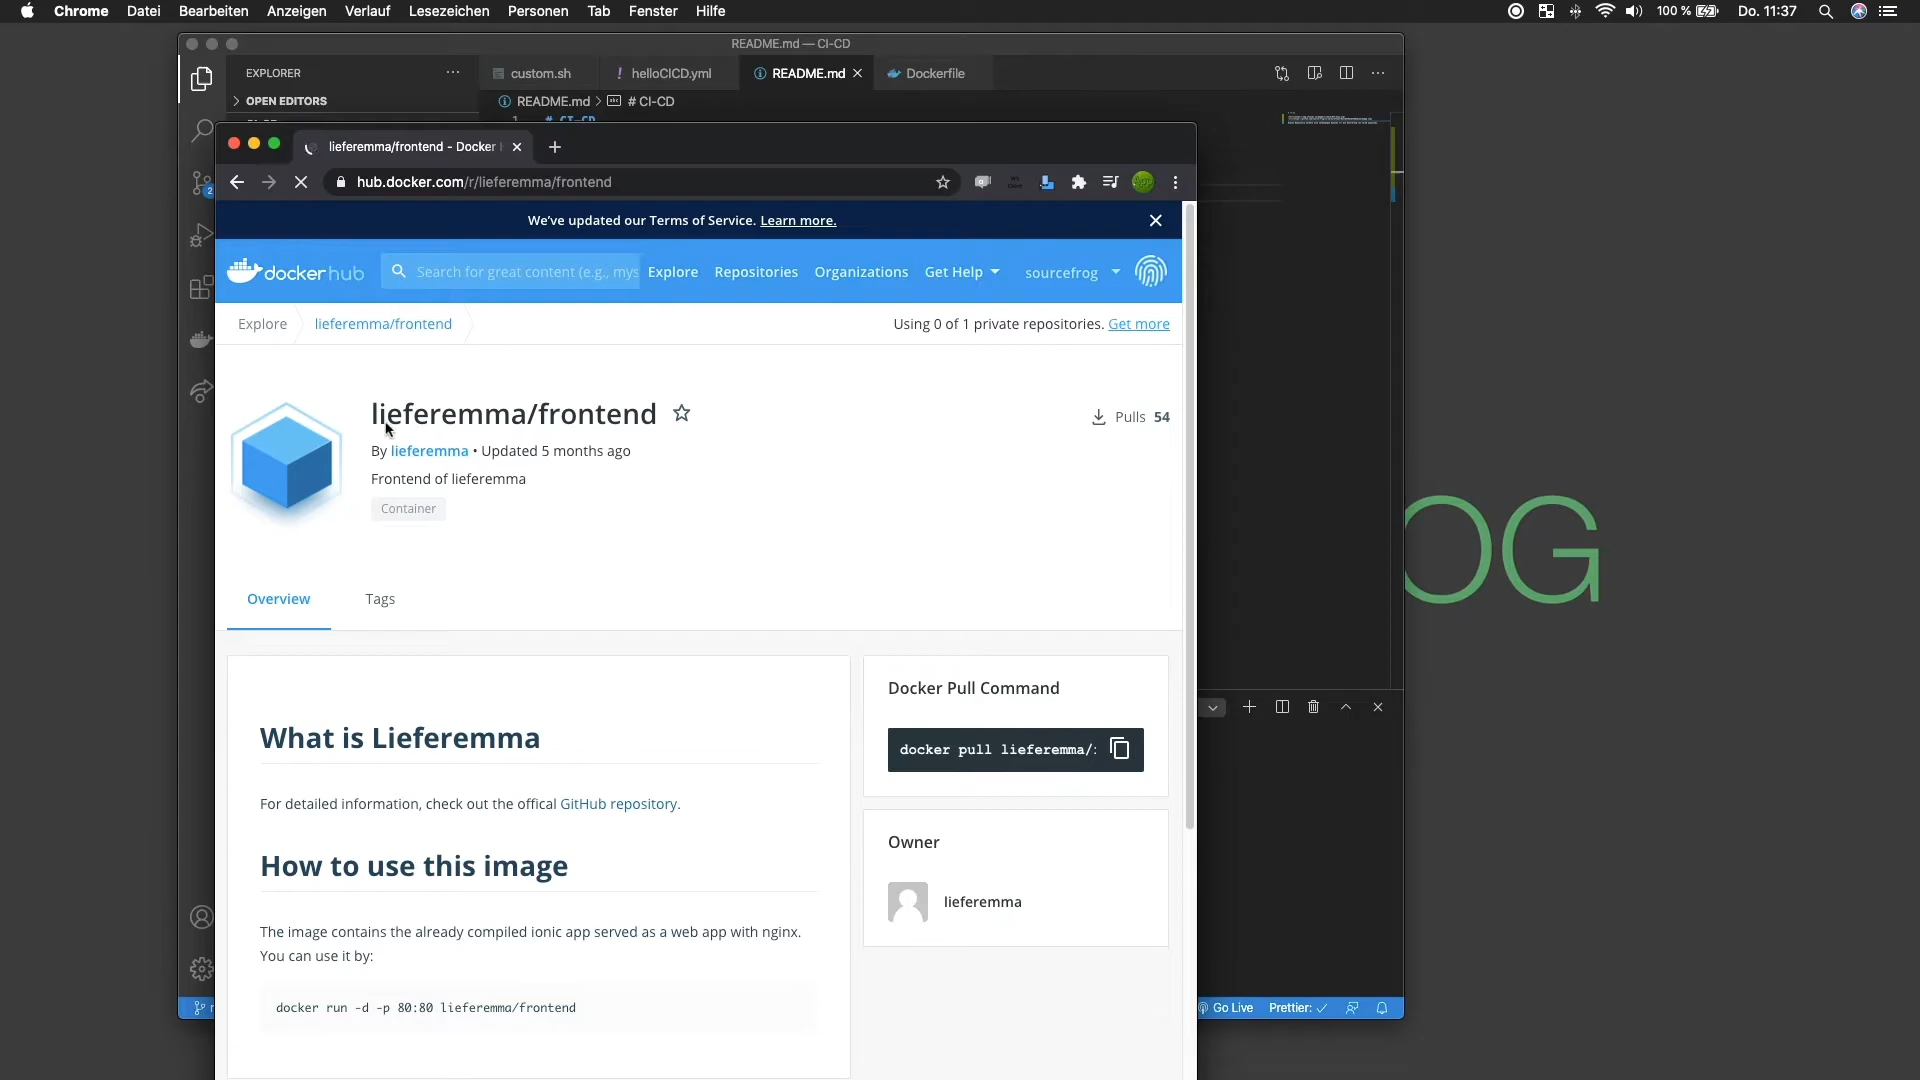 Chrome Datei Bearbeiten Anzeigen Verlauf Lesezeichen Personen Tab Fenster Hilfe 100 % Do. 11:37
README.md — CI-CD
EXPLORER
custom.sh
! helloCICD.yml
README.md
Dockerfile
OPEN EDITORS
README.md > # CI-CD
1 # CI-CD
lieferemma/frontend - Docker
hub.docker.com/r/lieferemma/frontend
We've updated our Terms of Service. Learn more.
docker hub
Search for great content (e.g., mys
Explore Repositories Organizations Get Help sourcefrog
2
Explore lieferemma/frontend Using 0 of 1 private repositories. Get more
lieferemma/frontend
Pulls 54
By lieferemma • Updated 5 months ago
Frontend of lieferemma
Container
OG
Overview Tags
Docker Pull Command
What is Lieferemma
docker pull lieferemma/:
For detailed information, check out the offical GitHub repository.
Owner
How to use this image
lieferemma
The image contains the already compiled ionic app served as a web app with nginx.
You can use it by:
docker run -d -p 80:80 lieferemma/frontend
Go Live Prettier: ✓